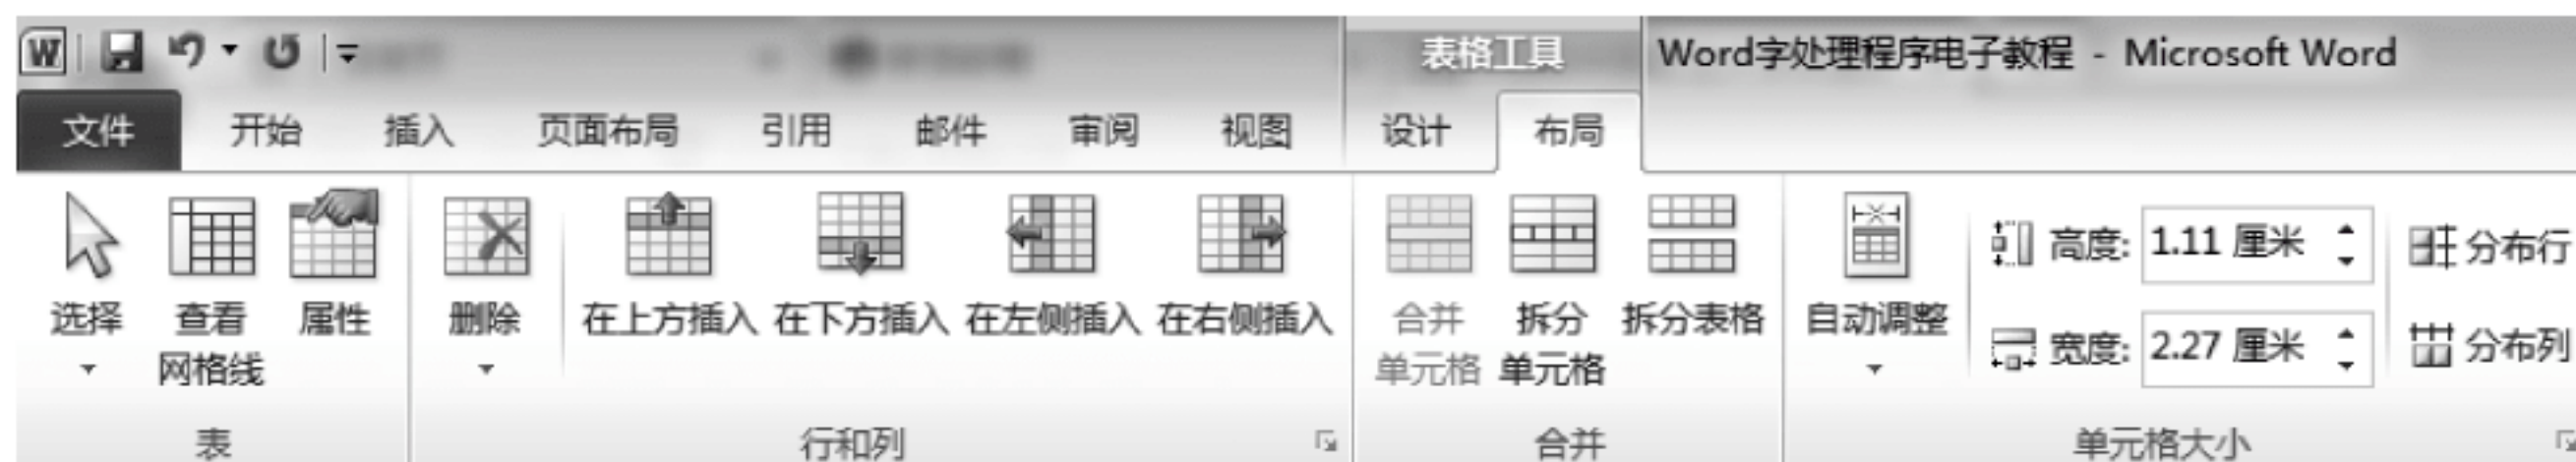 表格工具 Word字处理程序电子教程 - Microsoft Word
文件 开始 插入 页面布局 引用 邮件 审阅 视图 设计 布局
选择 查看网格线 属性 删除 在上方插入 在下方插入 在左侧插入 在右侧插入 合并单元格 拆分单元格 拆分表格 自动调整
高度: 1.11 厘米 分布行
宽度: 2.27 厘米 分布列
表 行和列 合并 单元格大小